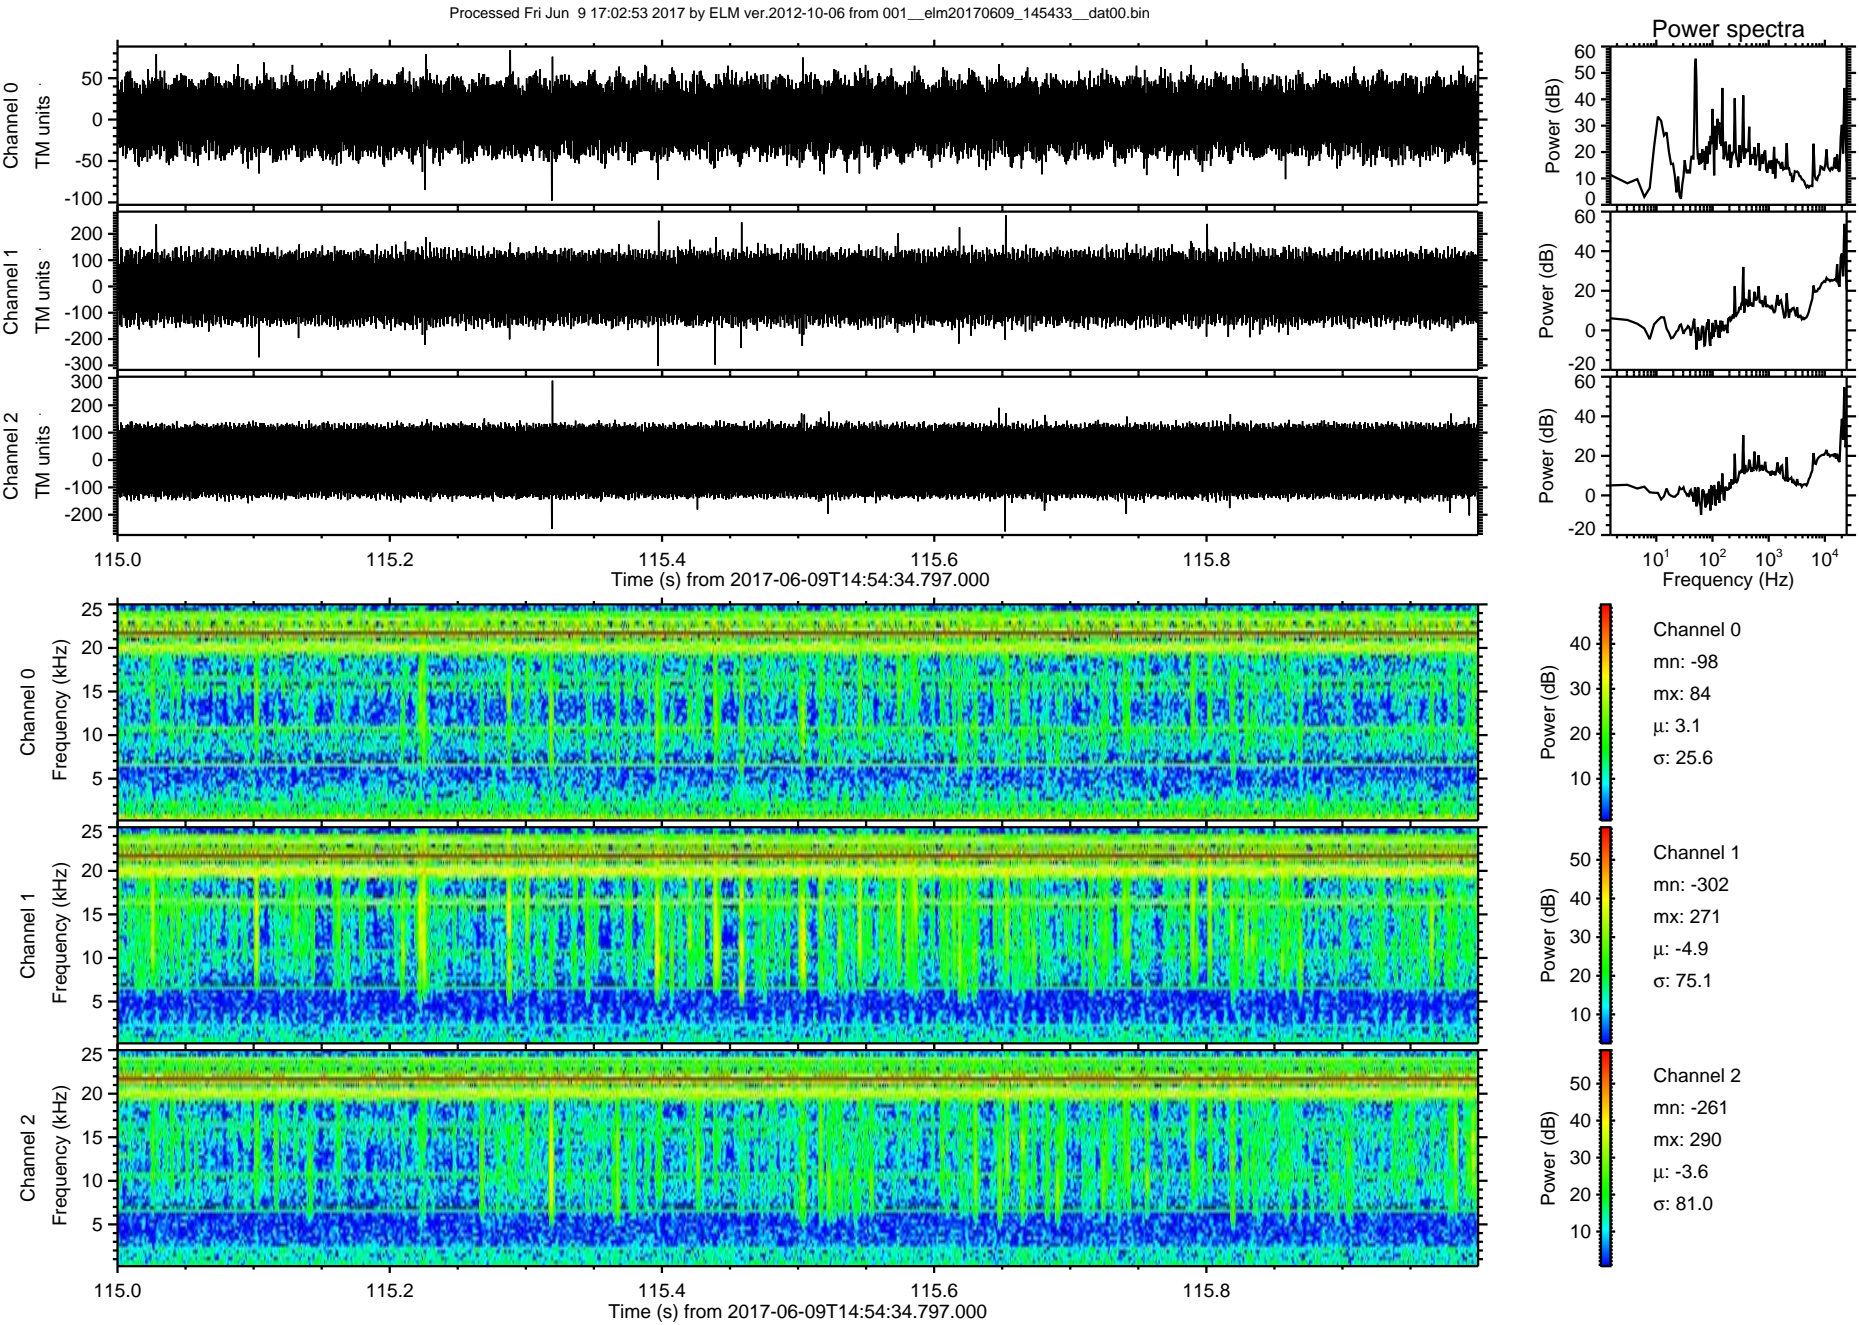 Processed Fri Jun  9 17:02:53 2017 by ELM ver.2012-10-06 from 001__elm20170609_145433__dat00.bin
Power spectra
Channel 0
TM units
50
0
-50
-100
Power (dB)
60
50
40
30
20
10
0
Channel 1
TM units
200
100
0
-100
-200
-300
Power (dB)
60
40
20
0
-20
Channel 2
TM units
300
200
100
0
-100
-200
Power (dB)
60
40
20
0
-20
115.0 115.2 115.4 115.6 115.8
Time (s) from 2017-06-09T14:54:34.797.000
10^1 10^2 10^3 10^4
Frequency (Hz)
Channel 0
Frequency (kHz)
25
20
15
10
5
Power (dB)
40
30
20
10
Channel 0
mn: -98
mx: 84
μ: 3.1
σ: 25.6
Channel 1
Frequency (kHz)
25
20
15
10
5
Power (dB)
50
40
30
20
10
Channel 1
mn: -302
mx: 271
μ: -4.9
σ: 75.1
Channel 2
Frequency (kHz)
25
20
15
10
5
Power (dB)
50
40
30
20
10
Channel 2
mn: -261
mx: 290
μ: -3.6
σ: 81.0
115.0 115.2 115.4 115.6 115.8
Time (s) from 2017-06-09T14:54:34.797.000